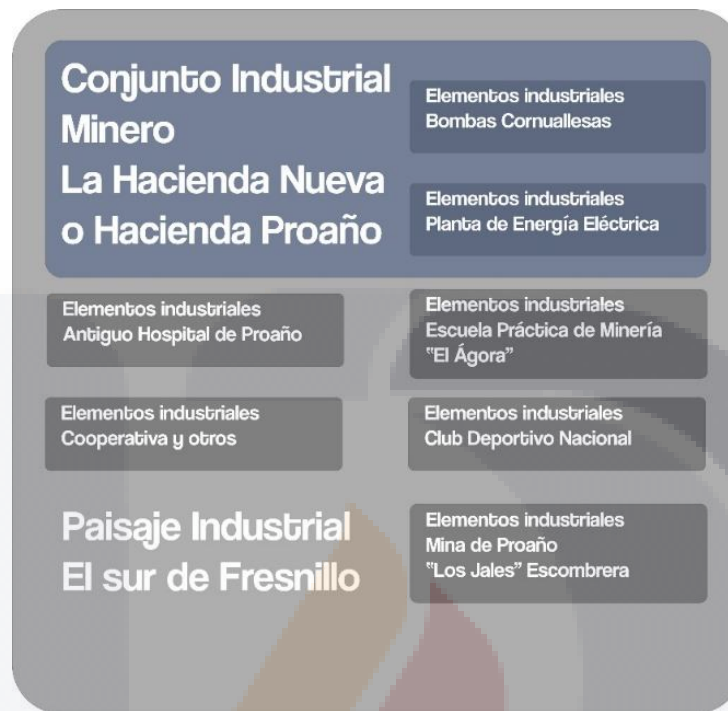 Conjunto Industrial
Minero
La Hacienda Nueva
o Hacienda Proaño
Elementos industriales
Bombas Cornuallesas
Elementos industriales
Planta de Energía Eléctrica
Elementos industriales
Antiguo Hospital de Proaño
Elementos industriales
Escuela Práctica de Minería
"El Ágora"
Elementos industriales
Cooperativa y otros
Elementos industriales
Club Deportivo Nacional
Paisaje Industrial
El sur de Fresnillo
Elementos industriales
Mina de Proaño
"Los Jales" Escombrera